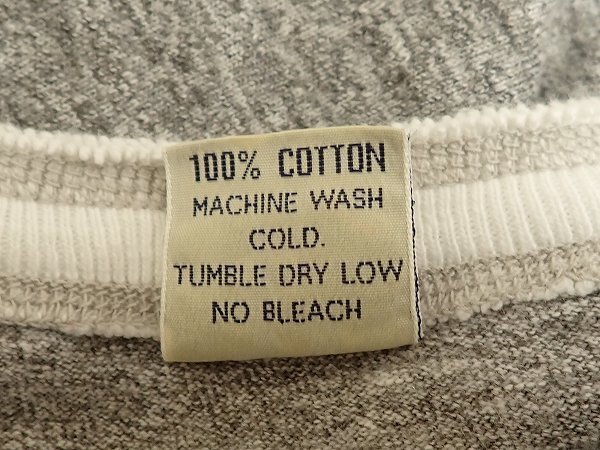 100% COTTON
MACHINE WASH
COLD.
TUMBLE DRY LOW
NO BLEACH